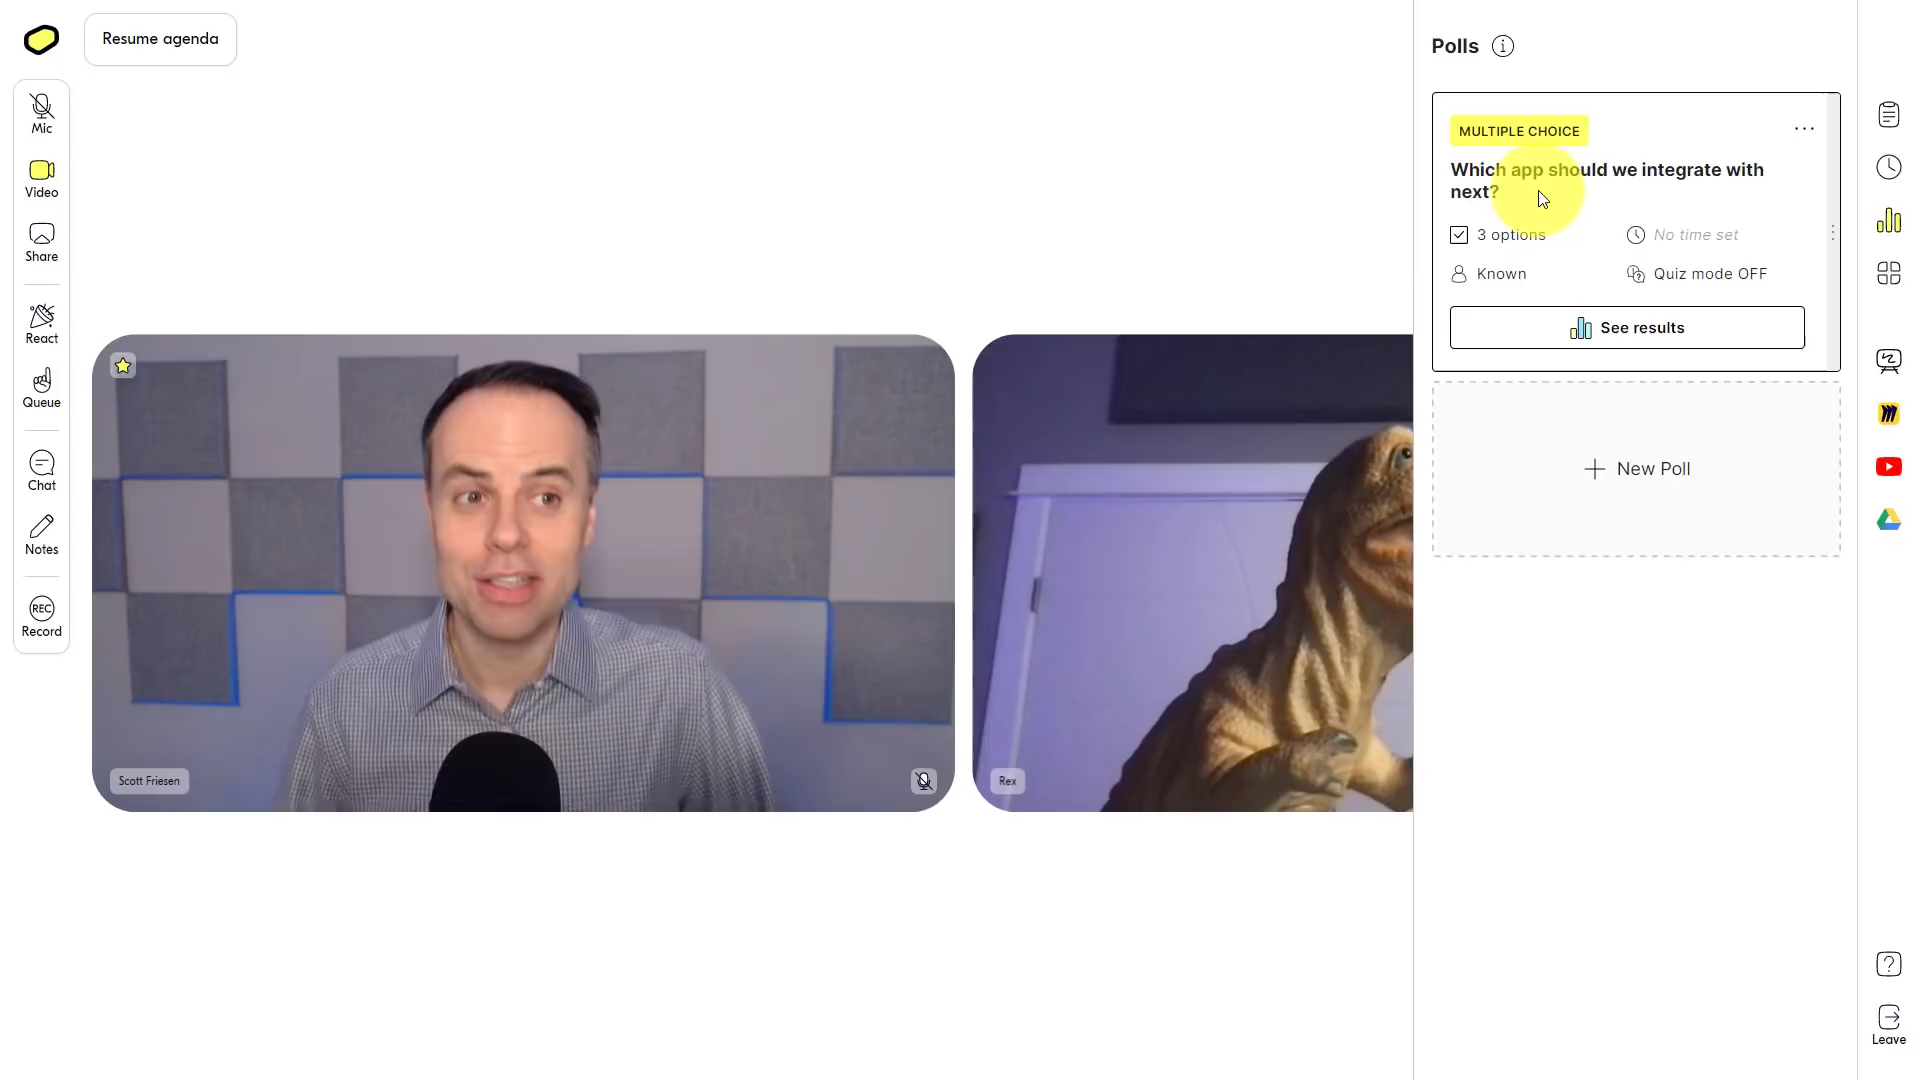 Resume agenda
Mic
Video
Share
React
Queue
Chat
Notes
REC
Record
Scott Friesen
Rex
Polls
MULTIPLE CHOICE
Which app should we integrate with
next?
3 options
No time set
Known
Quiz mode OFF
See results
New Poll
Leave